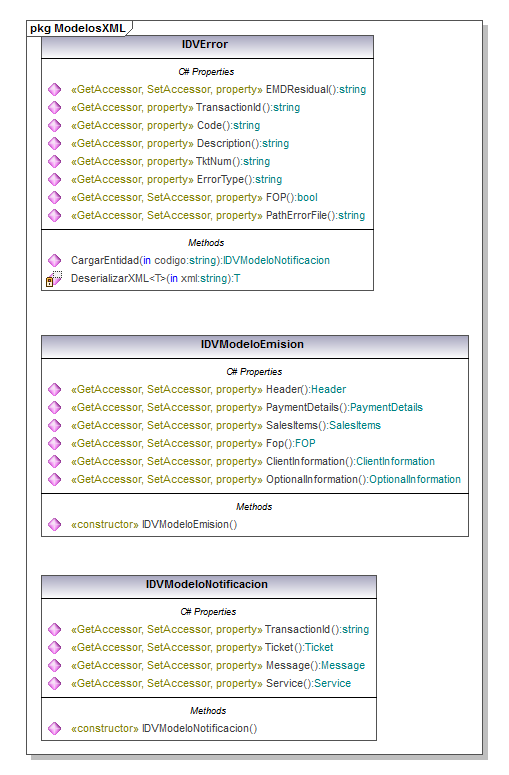 pkg ModelosXML
IDVError
C# Properties
«GetAccessor, SetAccessor, property» EMDResidual():string
«GetAccessor, property» TransactionId():string
«GetAccessor, property» Code():string
«GetAccessor, property» Description():string
«GetAccessor, property» TktNum():string
«GetAccessor, property» ErrorType():string
«GetAccessor, SetAccessor, property» FOP():bool
«GetAccessor, SetAccessor, property» PathErrorFile():string
Methods
CargarEntidad(in codigo:string):IDVModeloNotificacion
DeserializarXML<T>(in xml:string):T
IDVModeloEmision
C# Properties
«GetAccessor, SetAccessor, property» Header():Header
«GetAccessor, SetAccessor, property» PaymentDetails():PaymentDetails
«GetAccessor, SetAccessor, property» SalesItems():SalesItems
«GetAccessor, SetAccessor, property» Fop():FOP
«GetAccessor, SetAccessor, property» ClientInformation():ClientInformation
«GetAccessor, SetAccessor, property» OptionalInformation():OptionalInformation
Methods
«constructor» IDVModeloEmision()
IDVModeloNotificacion
C# Properties
«GetAccessor, SetAccessor, property» TransactionId():string
«GetAccessor, SetAccessor, property» Ticket():Ticket
«GetAccessor, SetAccessor, property» Message():Message
«GetAccessor, SetAccessor, property» Service():Service
Methods
«constructor» IDVModeloNotificacion()